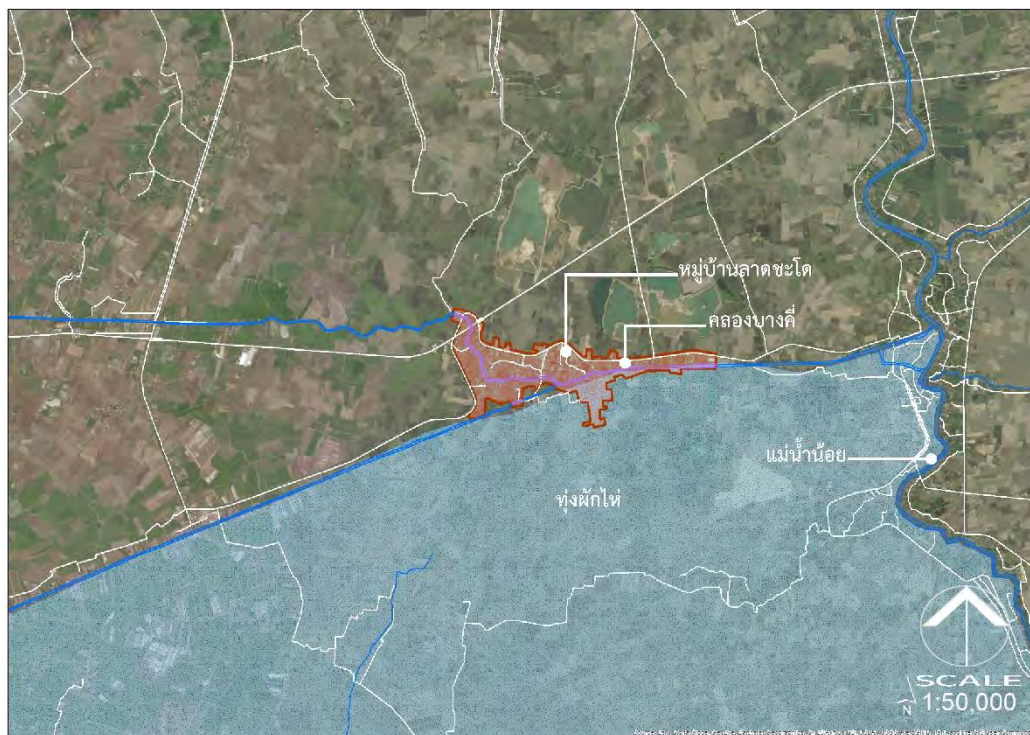 หมู่บ้านลาดชะโด
คลองบางคี่
แม่น้ำน้อย
ทุ่งผักไห่
SCALE
N 1:50,000